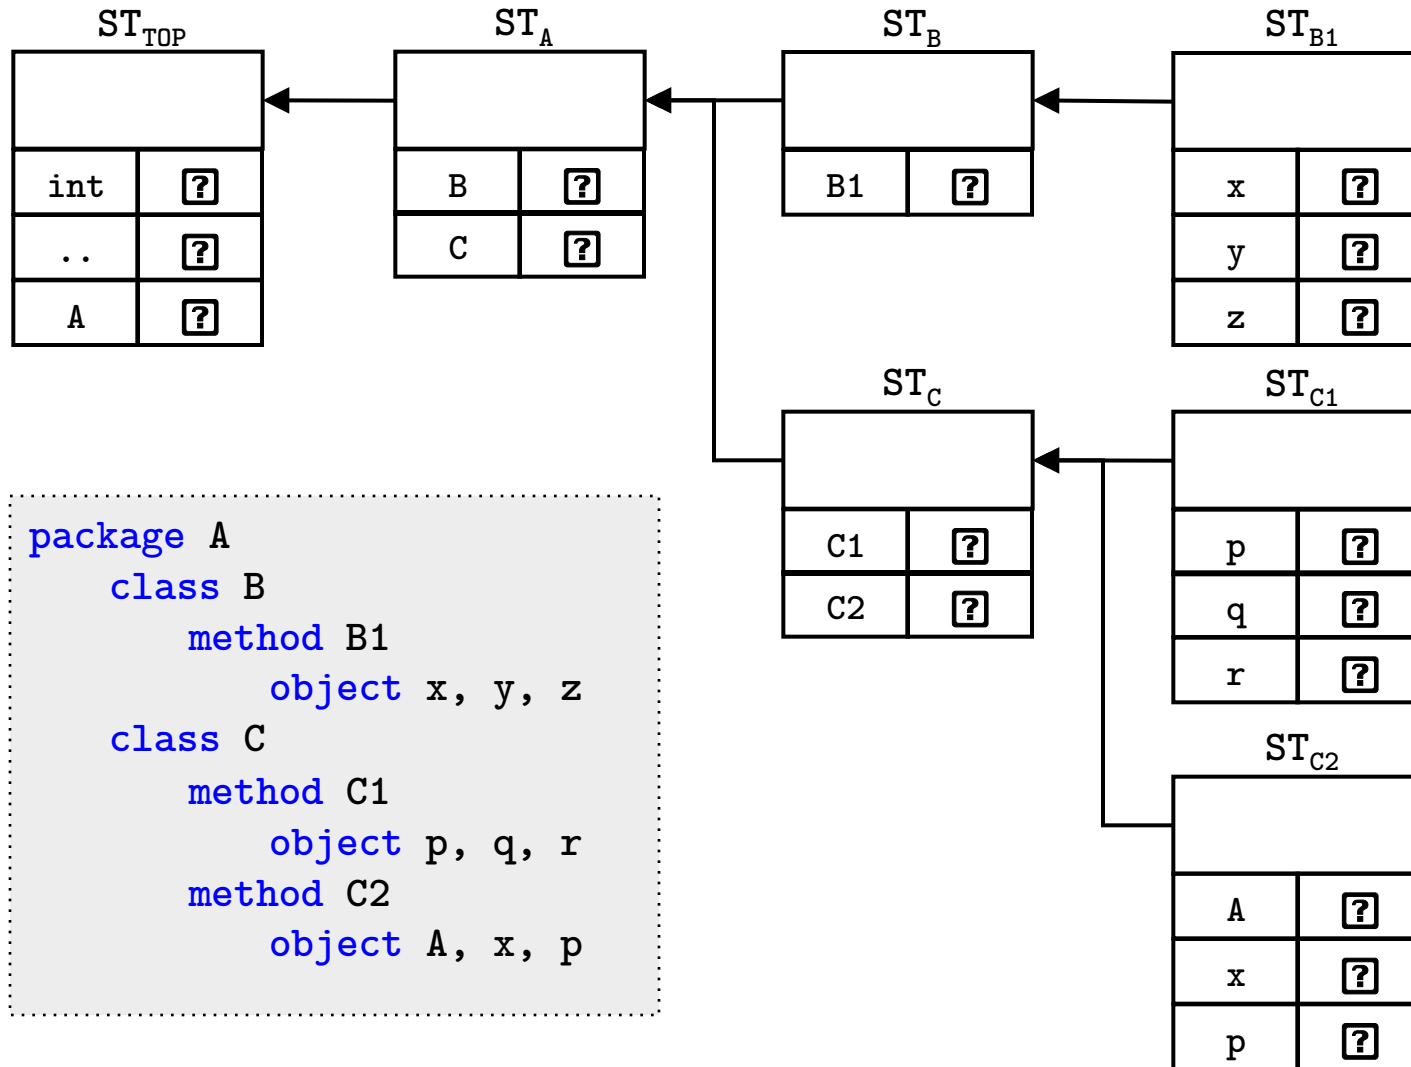 ST_TOP ST_A ST_B ST_B1
int ? B ? B1 ? x ?
.. ? C ? y ?
A ? z ?
ST_C ST_C1
C1 ? p ?
C2 ? q ?
r ?
ST_C2
A ?
x ?
p ?
package A
class B
method B1
object x, y, z
class C
method C1
object p, q, r
method C2
object A, x, p